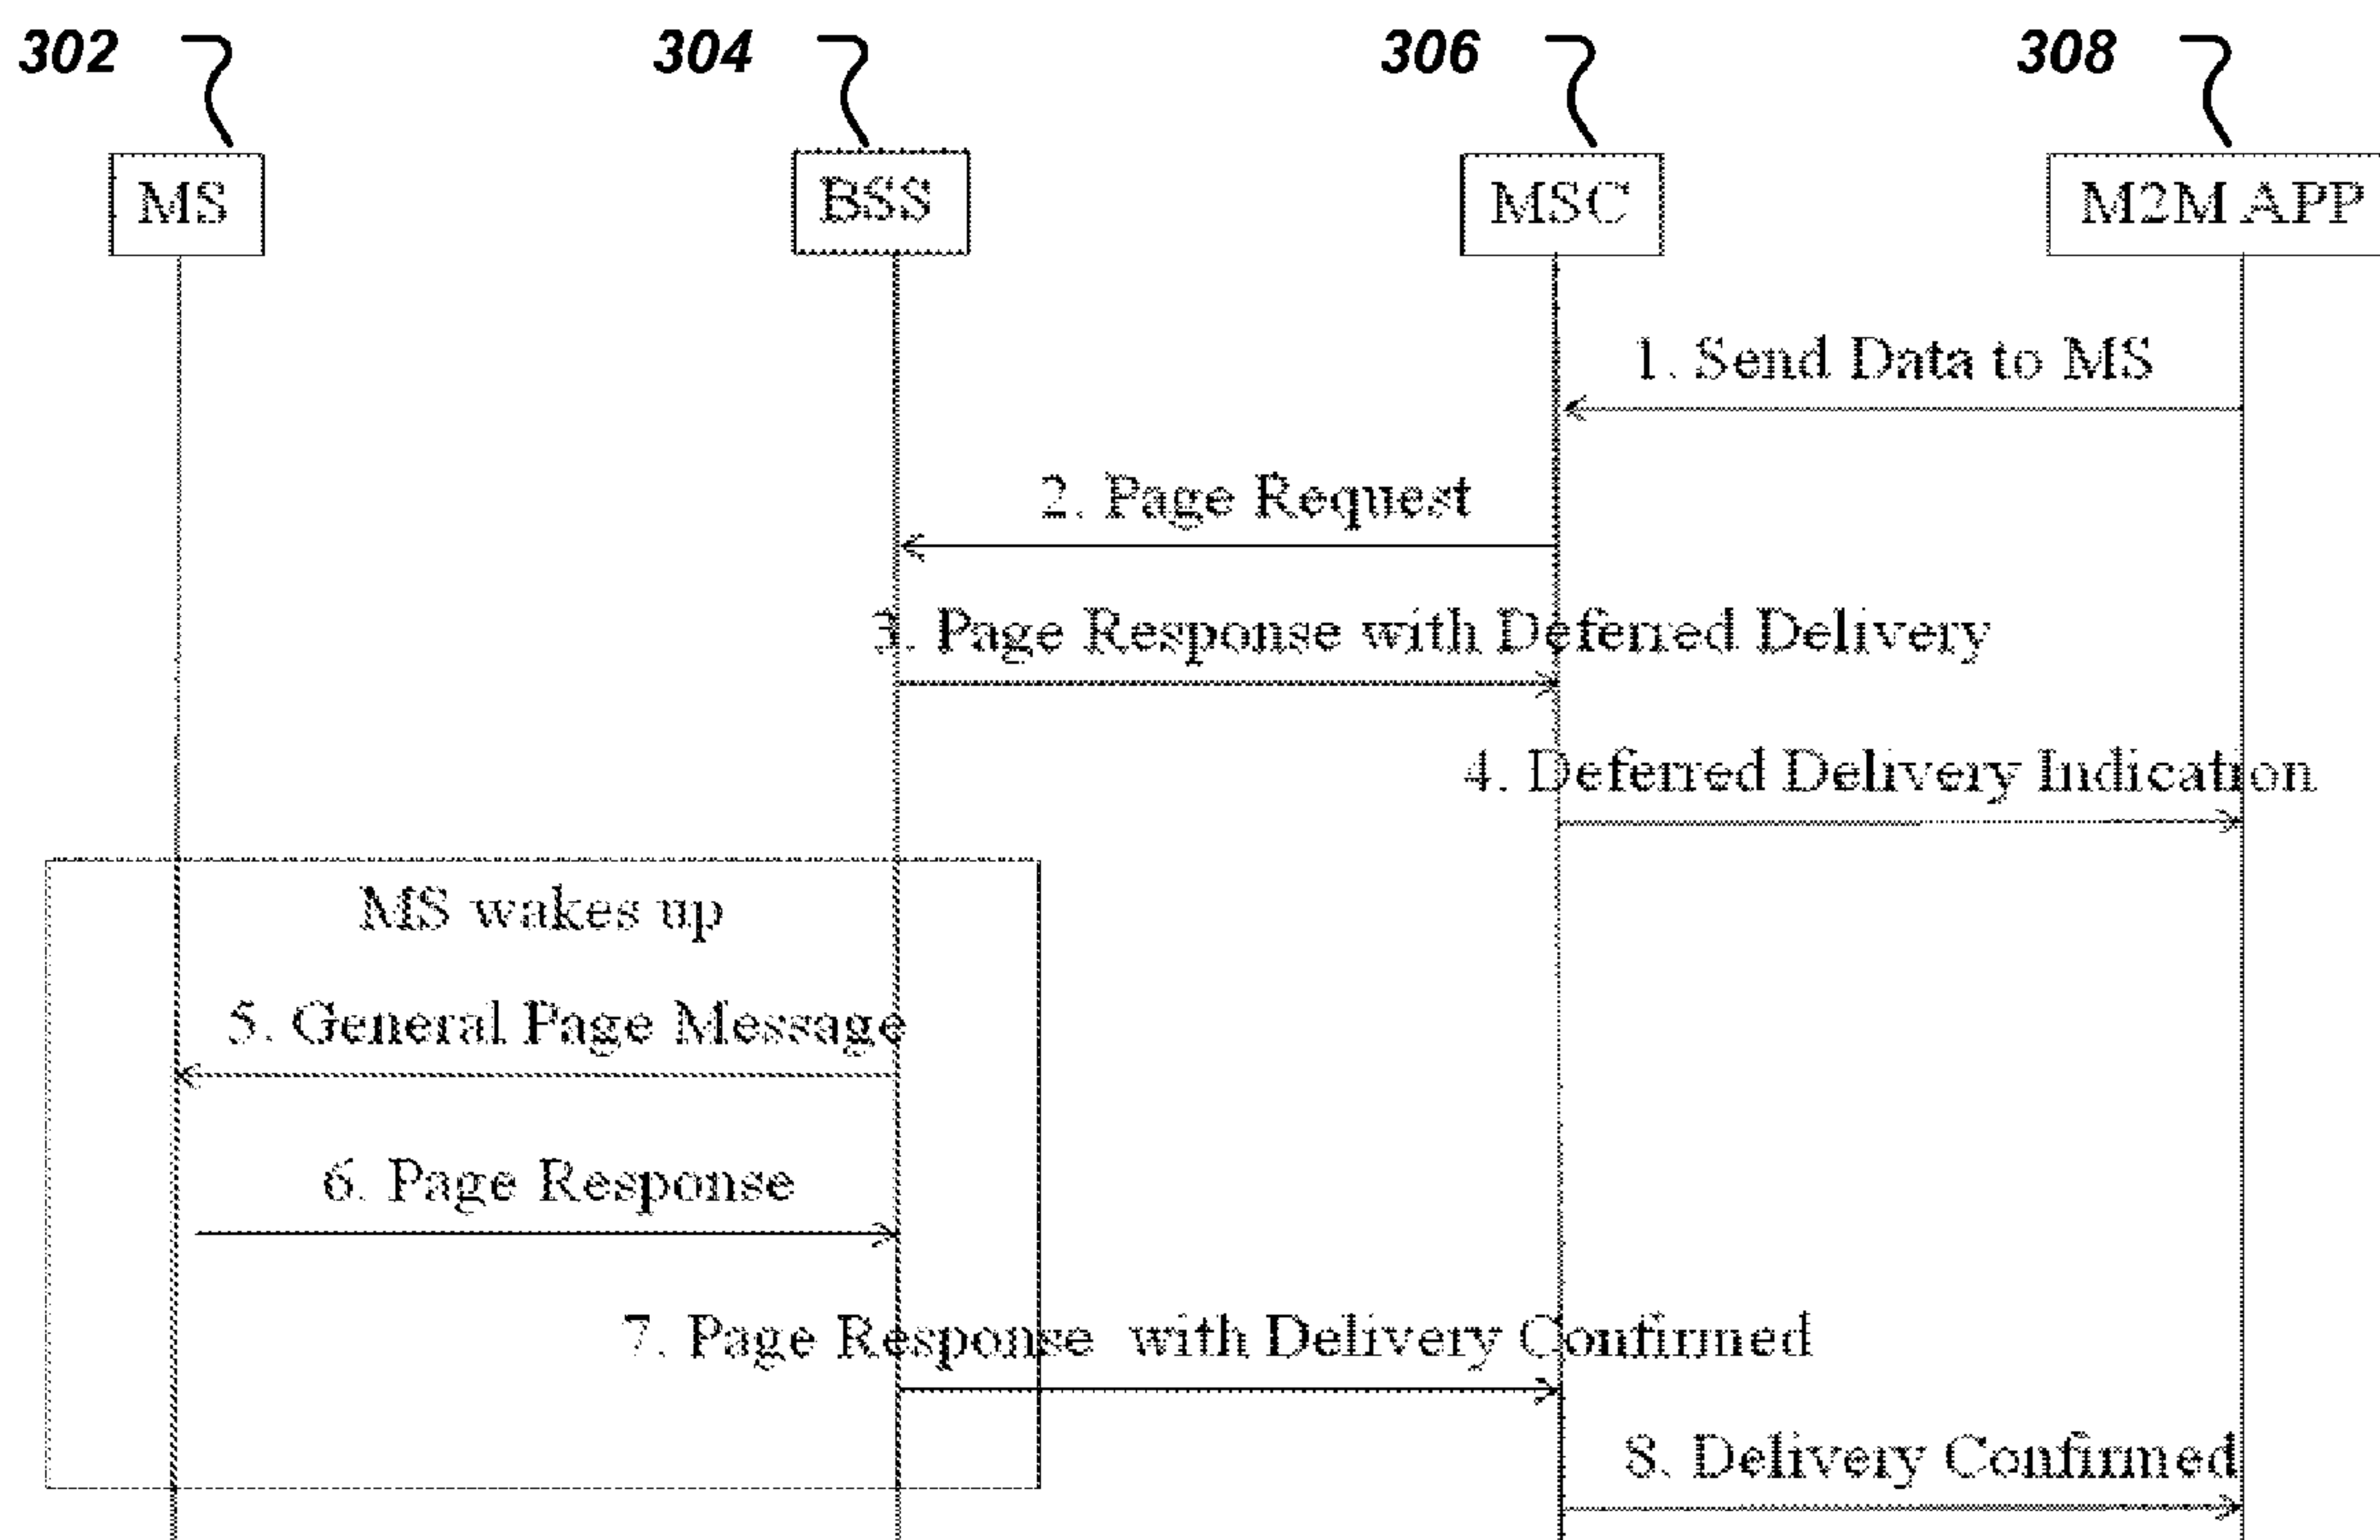 302 304 306 308
MS BSS MSC M2M APP
1. Send Data to MS
2. Page Request
3. Page Response with Deferred Delivery
4. Deferred Delivery Indication
MS wakes up
5. General Page Message
6. Page Response
7. Page Response with Delivery Confirmed
8. Delivery Confirmed